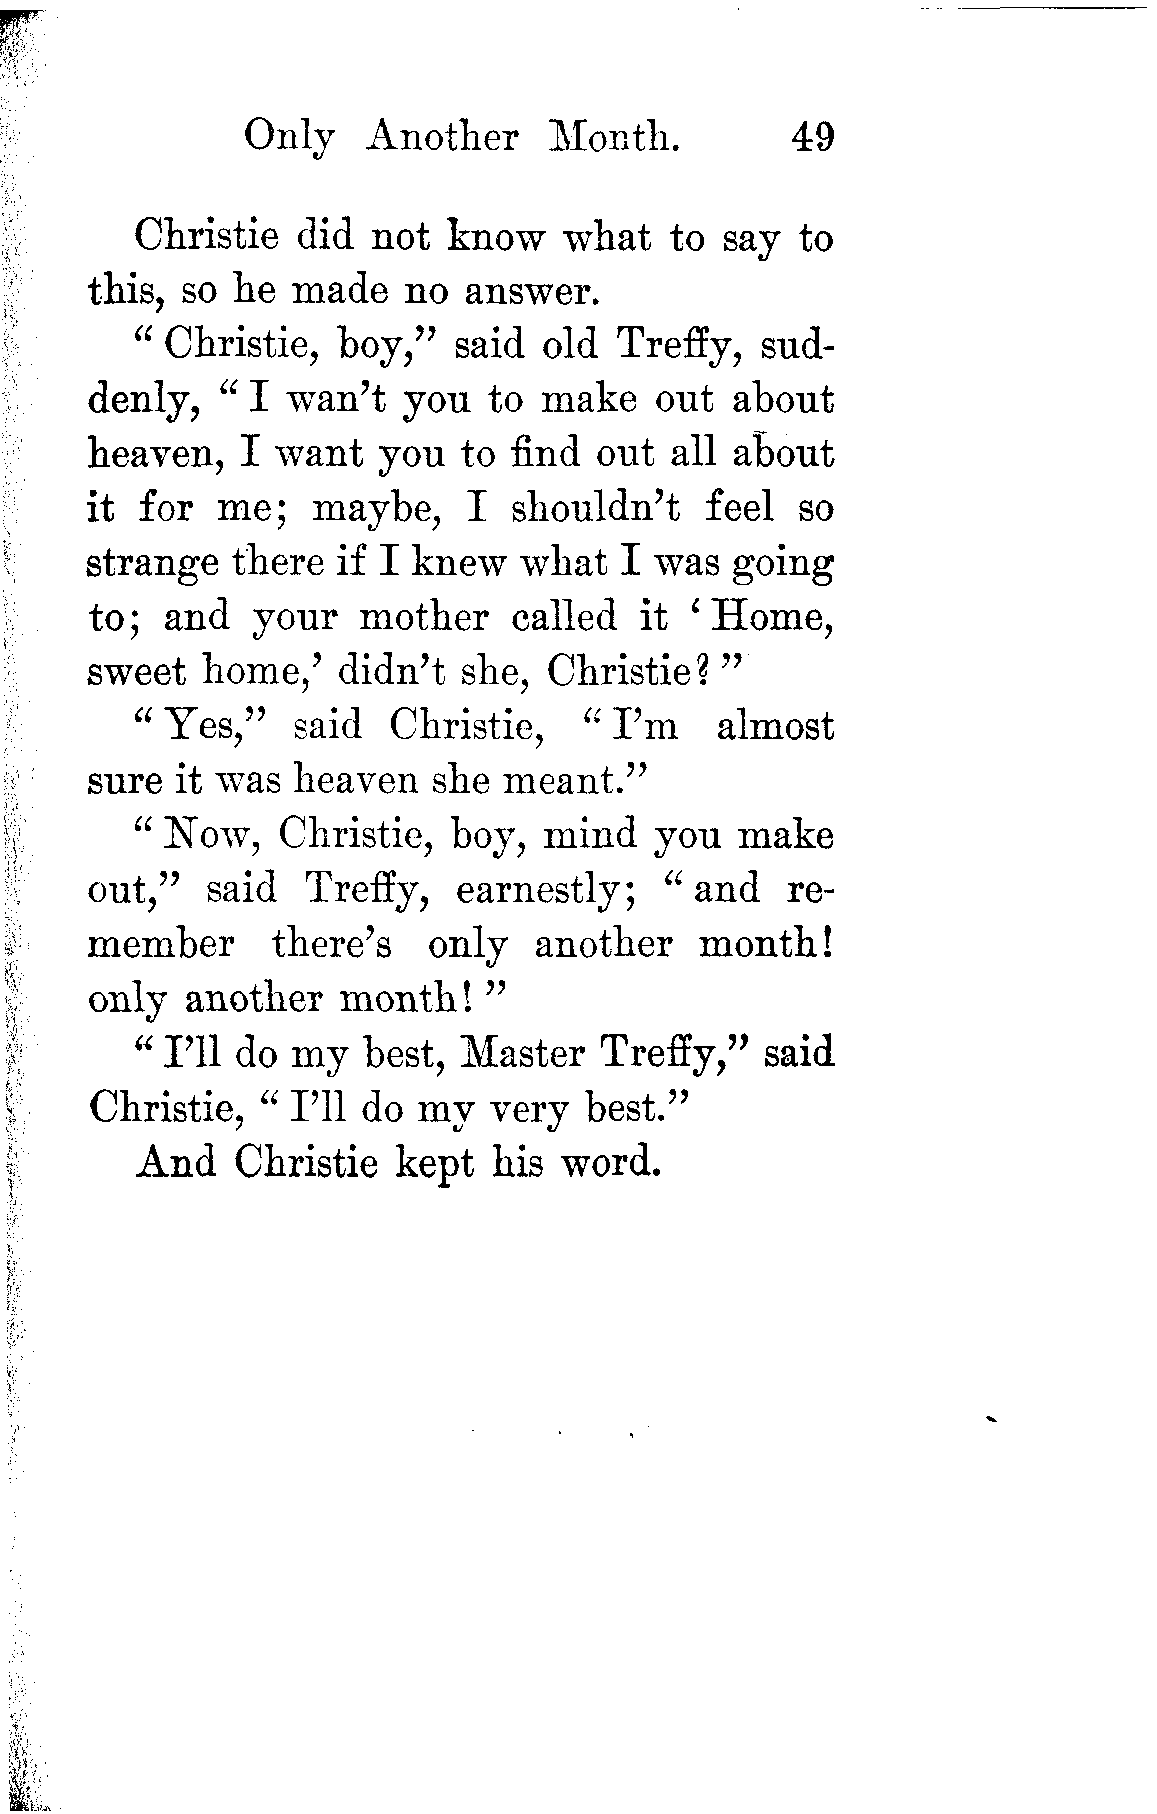 Only Another Month. 49
Christie did not know what to say to
this, so he made no answer.
“ Christie, boy,” said old Treffy, sud-
denly, “ I wan’t you to make out about
heaven, I want you to find out all about
it for me; maybe, I shouldn’t feel so
strange there if I knew what I was going
to; and your mother called it ‘ Home,
sweet home,’ didn’t she, Christie? ”
“ Yes,” said Christie, “ I’m almost
sure it was heaven she meant.”
“ Now, Christie, boy, mind you make
out,” said Treffy, earnestly; “ and re-
member there’s only another month!
only another month! ”
“ I’ll do my best, Master Treffy,” said
Christie, “ I’ll do my very best.”
And Christie kept his word.